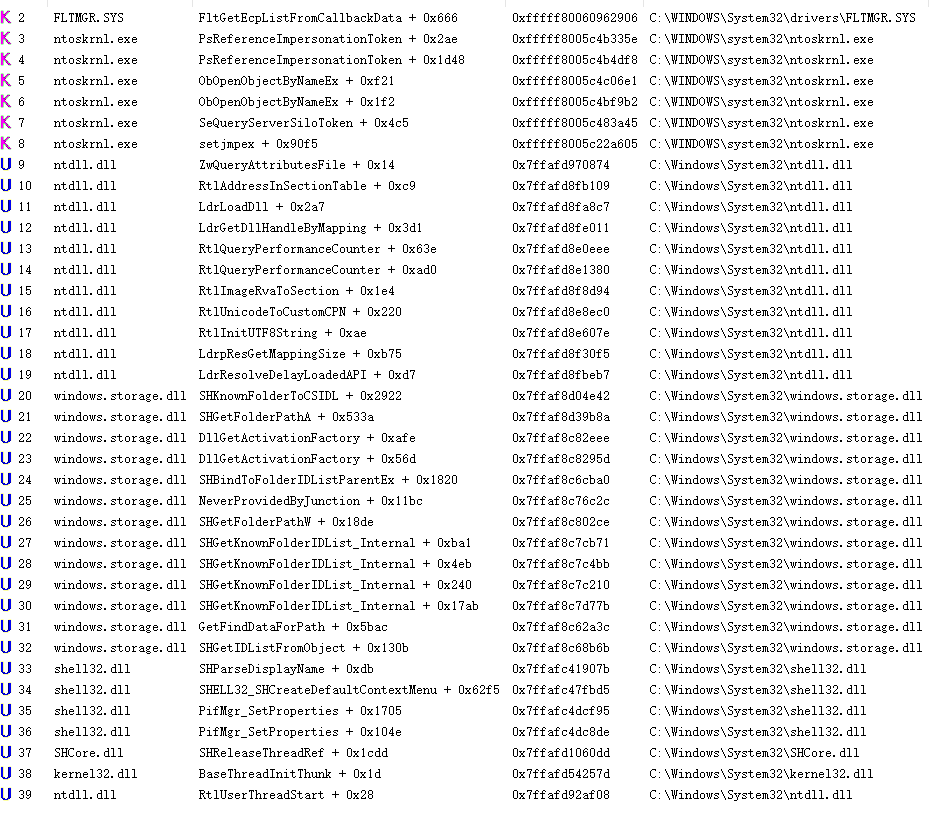 K 2 FLTMGR.SYS FltGetEcpListFromCallbackData + 0x666 0xfffff80060962906 C:\WINDOWS\System32\drivers\FLTMGR.SYS
K 3 ntoskrnl.exe PsReferenceImpersonationToken + 0x2ae 0xfffff8005c4b335e C:\WINDOWS\system32\ntoskrnl.exe
K 4 ntoskrnl.exe PsReferenceImpersonationToken + 0x1d48 0xfffff8005c4b4df8 C:\WINDOWS\system32\ntoskrnl.exe
K 5 ntoskrnl.exe ObOpenObjectByNameEx + 0xf21 0xfffff8005c4c06e1 C:\WINDOWS\system32\ntoskrnl.exe
K 6 ntoskrnl.exe ObOpenObjectByNameEx + 0x1f2 0xfffff8005c4bf9b2 C:\WINDOWS\system32\ntoskrnl.exe
K 7 ntoskrnl.exe SeQueryServerSiloToken + 0x4c5 0xfffff8005c483a45 C:\WINDOWS\system32\ntoskrnl.exe
K 8 ntoskrnl.exe setjmpex + 0x90f5 0xfffff8005c22a605 C:\WINDOWS\system32\ntoskrnl.exe
U 9 ntdll.dll ZwQueryAttributesFile + 0x14 0x7ffafd970874 C:\Windows\System32\ntdll.dll
U 10 ntdll.dll RtlAddressInSectionTable + 0xc9 0x7ffafd8fb109 C:\Windows\System32\ntdll.dll
U 11 ntdll.dll LdrLoadDll + 0x2a7 0x7ffafd8fa8c7 C:\Windows\System32\ntdll.dll
U 12 ntdll.dll LdrGetDllHandleByMapping + 0x3d1 0x7ffafd8fe011 C:\Windows\System32\ntdll.dll
U 13 ntdll.dll RtlQueryPerformanceCounter + 0x63e 0x7ffafd8e0eee C:\Windows\System32\ntdll.dll
U 14 ntdll.dll RtlQueryPerformanceCounter + 0xad0 0x7ffafd8e1380 C:\Windows\System32\ntdll.dll
U 15 ntdll.dll RtlImageRvaToSection + 0x1e4 0x7ffafd8f8d94 C:\Windows\System32\ntdll.dll
U 16 ntdll.dll RtlUnicodeToCustomCPN + 0x220 0x7ffafd8e8ec0 C:\Windows\System32\ntdll.dll
U 17 ntdll.dll RtlInitUTF8String + 0xae 0x7ffafd8e607e C:\Windows\System32\ntdll.dll
U 18 ntdll.dll LdrpResGetMappingSize + 0xb75 0x7ffafd8f30f5 C:\Windows\System32\ntdll.dll
U 19 ntdll.dll LdrResolveDelayLoadedAPI + 0xd7 0x7ffafd8fbeb7 C:\Windows\System32\ntdll.dll
U 20 windows.storage.dll SHKnownFolderToCSIDL + 0x2922 0x7ffaf8d04e42 C:\Windows\System32\windows.storage.dll
U 21 windows.storage.dll SHGetFolderPathA + 0x533a 0x7ffaf8d39b8a C:\Windows\System32\windows.storage.dll
U 22 windows.storage.dll DllGetActivationFactory + 0xafe 0x7ffaf8c82eee C:\Windows\System32\windows.storage.dll
U 23 windows.storage.dll DllGetActivationFactory + 0x56d 0x7ffaf8c8295d C:\Windows\System32\windows.storage.dll
U 24 windows.storage.dll SHBindToFolderIDListParentEx + 0x1820 0x7ffaf8c6cba0 C:\Windows\System32\windows.storage.dll
U 25 windows.storage.dll NeverProvidedByJunction + 0x11bc 0x7ffaf8c76c2c C:\Windows\System32\windows.storage.dll
U 26 windows.storage.dll SHGetFolderPathW + 0x18de 0x7ffaf8c802ce C:\Windows\System32\windows.storage.dll
U 27 windows.storage.dll SHGetKnownFolderIDList_Internal + 0xba1 0x7ffaf8c7cb71 C:\Windows\System32\windows.storage.dll
U 28 windows.storage.dll SHGetKnownFolderIDList_Internal + 0x4eb 0x7ffaf8c7c4bb C:\Windows\System32\windows.storage.dll
U 29 windows.storage.dll SHGetKnownFolderIDList_Internal + 0x240 0x7ffaf8c7c210 C:\Windows\System32\windows.storage.dll
U 30 windows.storage.dll SHGetKnownFolderIDList_Internal + 0x17ab 0x7ffaf8c7d77b C:\Windows\System32\windows.storage.dll
U 31 windows.storage.dll GetFindDataForPath + 0x5bac 0x7ffaf8c62a3c C:\Windows\System32\windows.storage.dll
U 32 windows.storage.dll SHGetIDListFromObject + 0x130b 0x7ffaf8c68b6b C:\Windows\System32\windows.storage.dll
U 33 shell32.dll SHParseDisplayName + 0xdb 0x7ffafc41907b C:\Windows\System32\shell32.dll
U 34 shell32.dll SHELL32_SHCreateDefaultContextMenu + 0x62f5 0x7ffafc47fbd5 C:\Windows\System32\shell32.dll
U 35 shell32.dll PifMgr_SetProperties + 0x1705 0x7ffafc4dcf95 C:\Windows\System32\shell32.dll
U 36 shell32.dll PifMgr_SetProperties + 0x104e 0x7ffafc4dc8de C:\Windows\System32\shell32.dll
U 37 SHCore.dll SHReleaseThreadRef + 0x1cdd 0x7ffafd1060dd C:\Windows\System32\SHCore.dll
U 38 kernel32.dll BaseThreadInitThunk + 0x1d 0x7ffafd54257d C:\Windows\System32\kernel32.dll
U 39 ntdll.dll RtlUserThreadStart + 0x28 0x7ffafd92af08 C:\Windows\System32\ntdll.dll